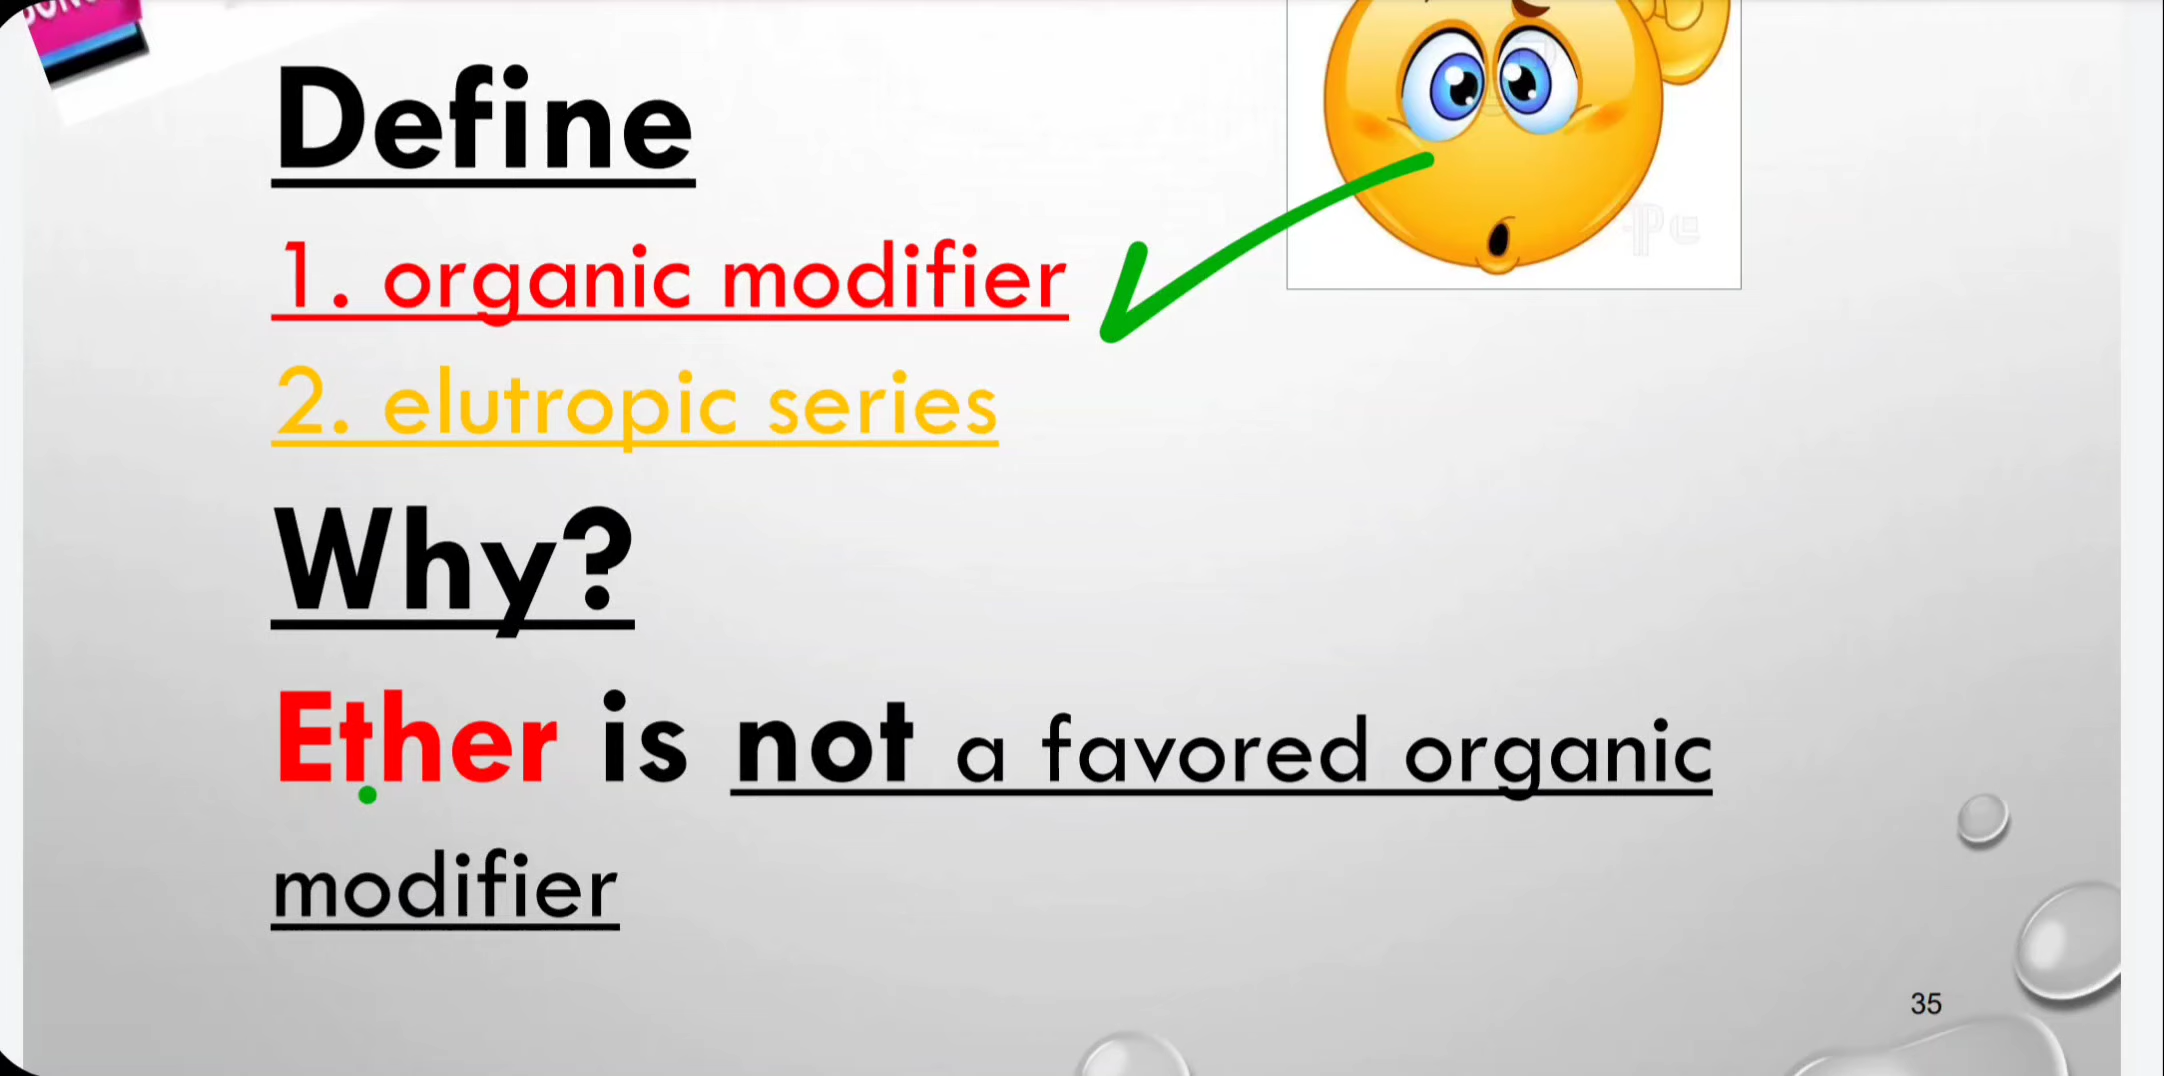 Define
1. organic modifier
2. elutropic series
Why?
Ether is not a favored organic
modifier
35